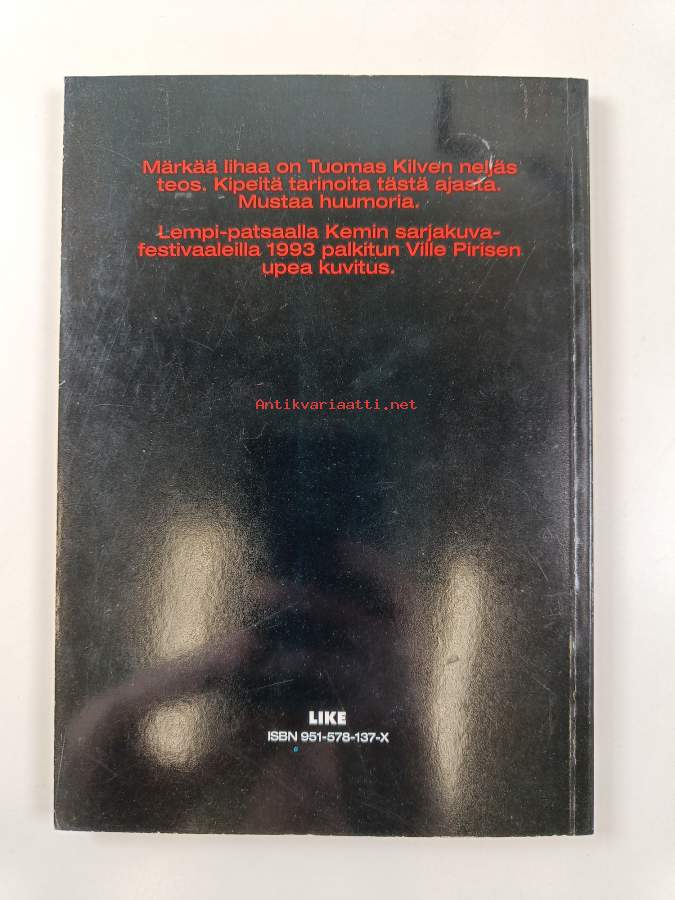 Märkää lihaa on Tuomas Kilven neljäs
teos. Kipeitä tarinoita tästä ajasta.
Mustaa huumoria.
Lempi-patsaalla Kemin sarjakuva-
festivaaleilla 1993 palkitun Ville Pirisen
upea kuvitus.
Antikvariaatti.net
LIKE
ISBN 951-578-137-X